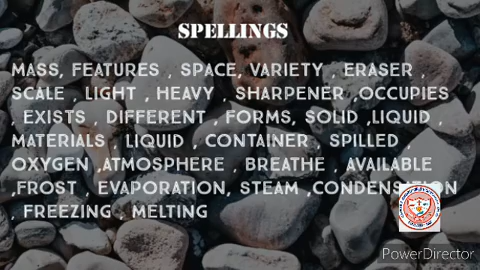 SPELLINGS
MASS, FEATURES , SPACE, VARIETY , ERASER ,
SCALE , LIGHT , HEAVY , SHARPENER ,OCCUPIES
, EXISTS , DIFFERENT , FORMS, SOLID ,LIQUID ,
MATERIALS , LIQUID , CONTAINER , SPILLED ,
OXYGEN ,ATMOSPHERE , BREATHE , AVAILABLE
,FROST , EVAPORATION, STEAM ,CONDENSATION
, FREEZING , MELTING
PowerDirector